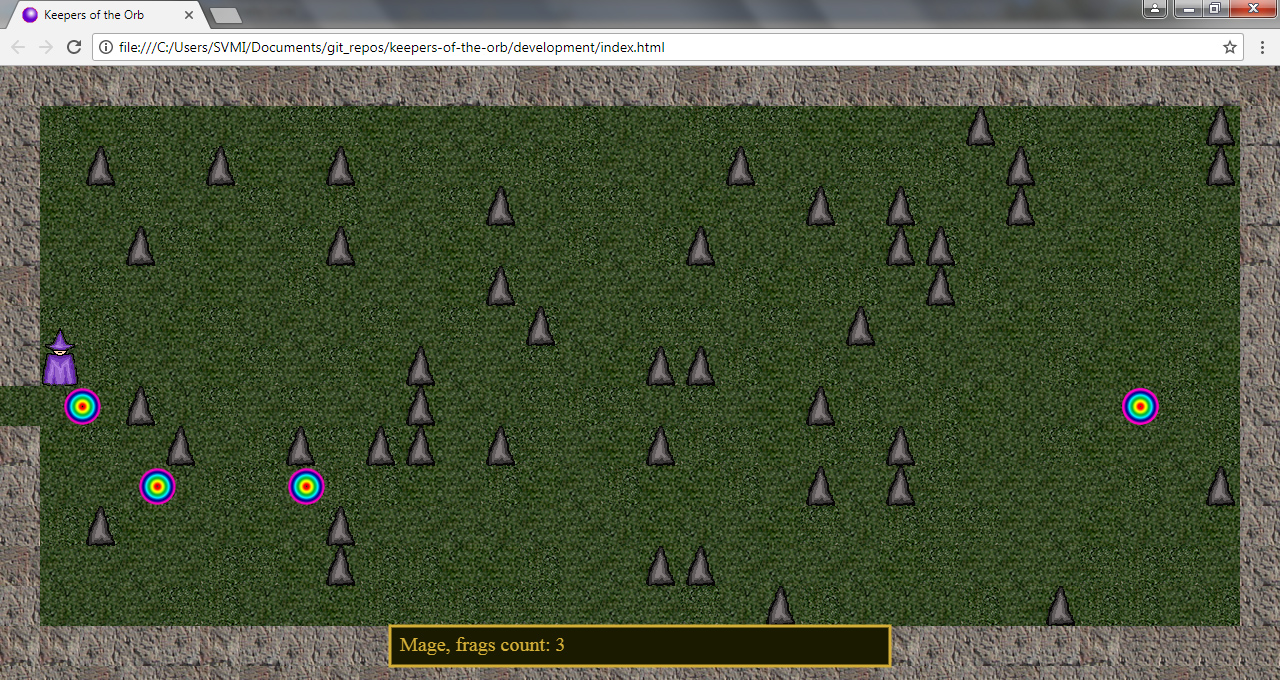 Keepers of the Orb
file:///C:/Users/SVMI/Documents/git_repos/keepers-of-the-orb/development/index.html
Mage, frags count: 3